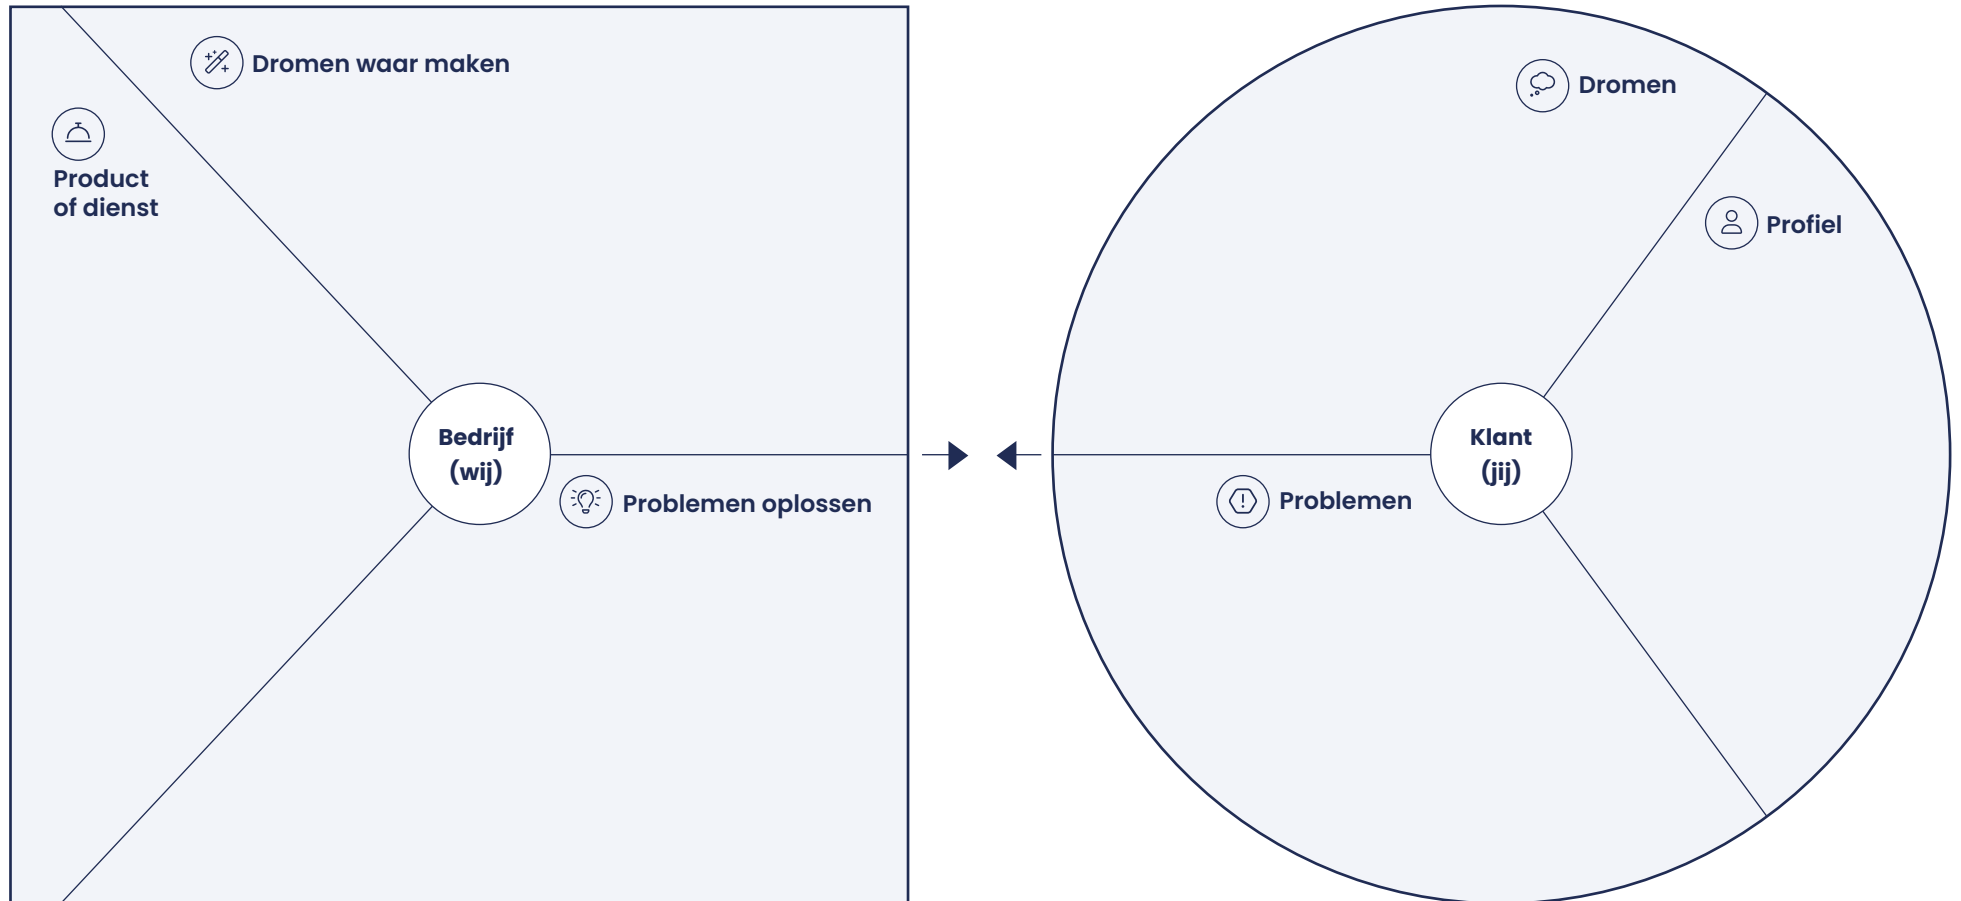 Dromen waar maken
Product
of dienst
Bedrijf
(wij)
Problemen oplossen
Dromen
Profiel
Klant
(jij)
Problemen